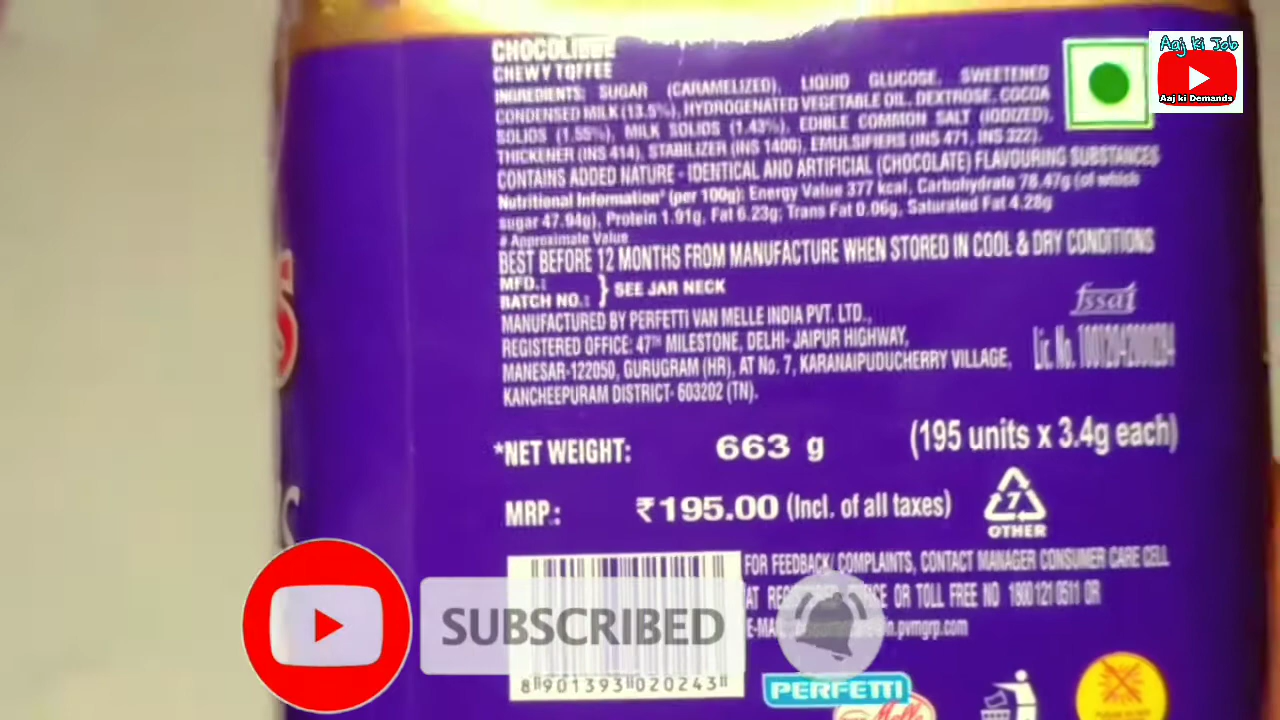 Aaj ki Job
Aaj ki Demands
CHEWY TOFFEE
INGREDIENTS: SUGAR (CARAMELIZED), LIQUID GLUCOSE, SWEETENED
CONDENSED MILK (13.5%), HYDROGENATED VEGETABLE OIL, DEXTROSE, COCOA
SOLIDS (1.55%), MILK SOLIDS (1.43%), EDIBLE COMMON SALT (IODIZED),
THICKENER (INS 414), STABILIZER (INS 1400), EMULSIFIERS (INS 471, INS 322).
CONTAINS ADDED NATURE - IDENTICAL AND ARTIFICIAL (CHOCOLATE) FLAVOURING SUBSTANCES
Nutritional Information# (per 100g): Energy Value 377 kcal, Carbohydrate 78.47g (of which
sugar 47.94g), Protein 1.91g, Fat 6.23g; Trans Fat 0.06g, Saturated Fat 4.28g
# Approximate Value
BEST BEFORE 12 MONTHS FROM MANUFACTURE WHEN STORED IN COOL & DRY CONDITIONS
MFD.:
BATCH NO.: } SEE JAR NECK
MANUFACTURED BY PERFETTI VAN MELLE INDIA PVT. LTD.,
REGISTERED OFFICE: 47TH MILESTONE, DELHI- JAIPUR HIGHWAY,
MANESAR-122050, GURUGRAM (HR), AT No. 7, KARANAIPUDUCHERRY VILLAGE,
KANCHEEPURAM DISTRICT- 603202 (TN).
fssai
Lic. No.
*NET WEIGHT: 663 g (195 units x 3.4g each)
MRP: ₹195.00 (Incl. of all taxes)
7
OTHER
FOR FEEDBACK/ COMPLAINTS, CONTACT MANAGER CONSUMER CARE CELL
AT OR TOLL FREE NO 1800 121 0511 OR
SUBSCRIBED
8 901393 020243
PERFETTI
van Melle